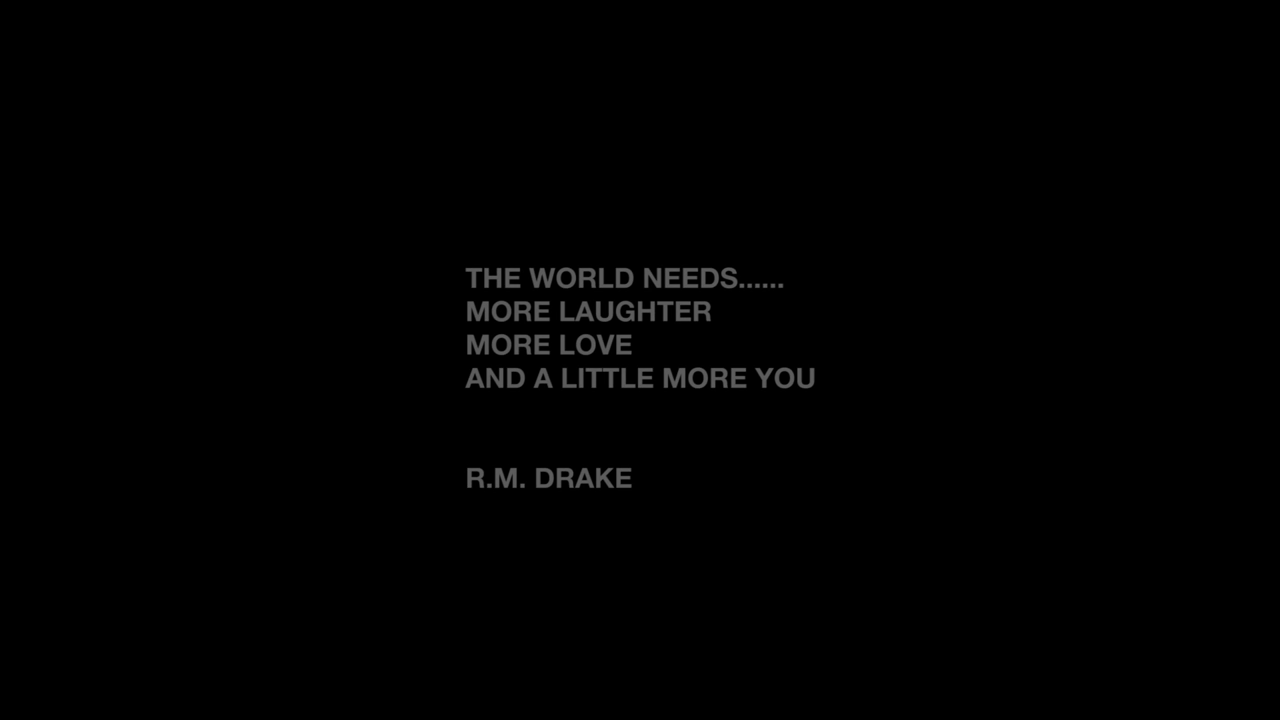 THE WORLD NEEDS......
MORE LAUGHTER
MORE LOVE
AND A LITTLE MORE YOU
R.M. DRAKE